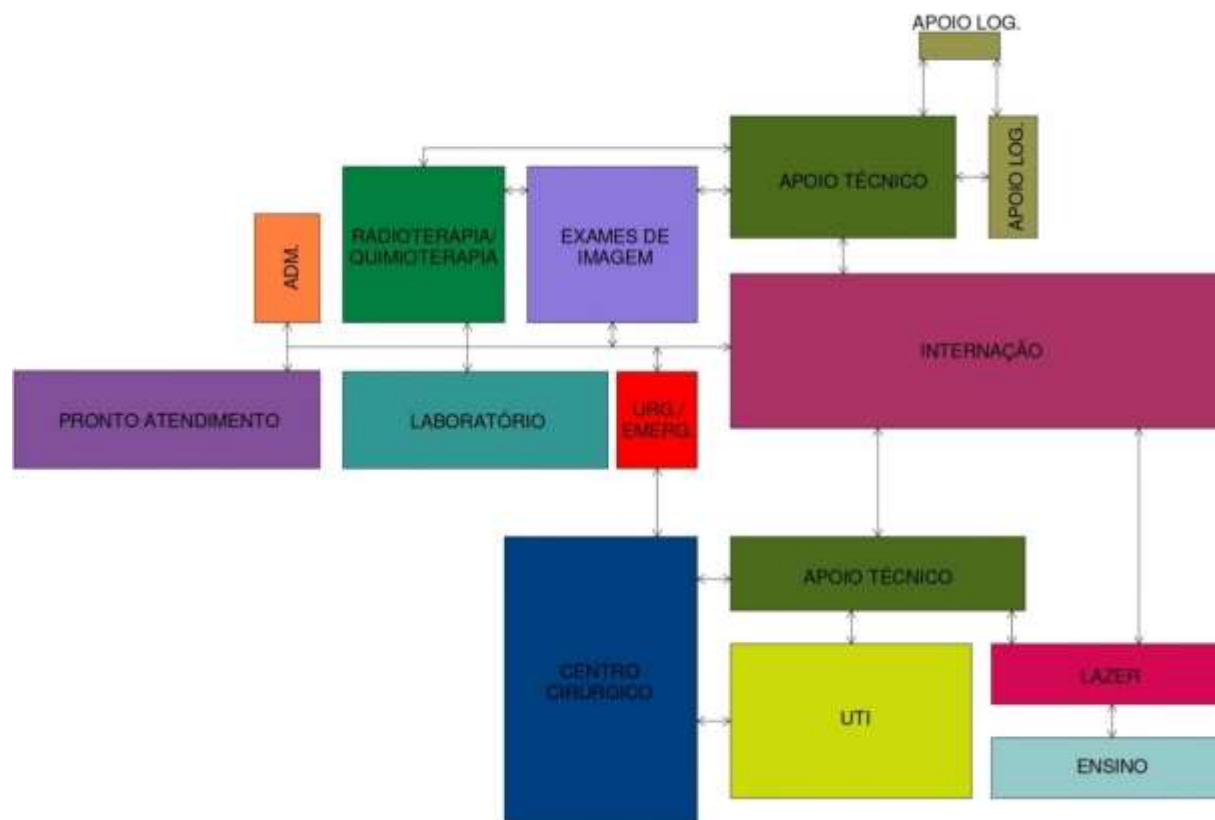 APOIO LOG.
APOIO LOG.
APOIO TÉCNICO
RADIOTERAPIA/
QUIMIOTERAPIA
EXAMES DE
IMAGEM
ADM.
INTERNAÇÃO
PRONTO ATENDIMENTO
LABORATÓRIO
URG./
EMERG.
APOIO TÉCNICO
CENTRO
CIRÚRGICO
LAZER
UTI
ENSINO